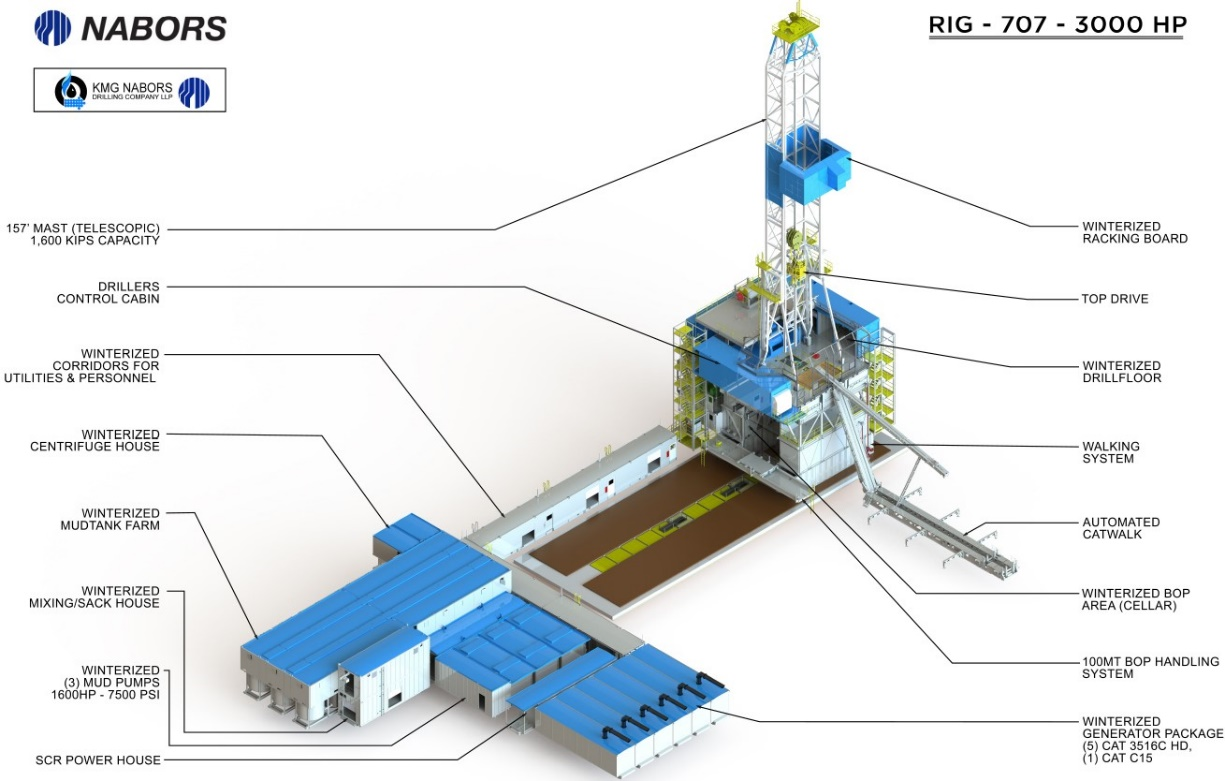 NABORS
RIG - 707 - 3000 HP
KMG NABORS
DRILLING COMPANY LLP
157' MAST (TELESCOPIC)
1,600 KIPS CAPACITY
DRILLERS
CONTROL CABIN
WINTERIZED
CORRIDORS FOR
UTILITIES & PERSONNEL
WINTERIZED
CENTRIFUGE HOUSE
WINTERIZED
MUDTANK FARM
WINTERIZED
MIXING/SACK HOUSE
WINTERIZED
(3) MUD PUMPS
1600HP - 7500 PSI
SCR POWER HOUSE
WINTERIZED
RACKING BOARD
TOP DRIVE
WINTERIZED
DRILLFLOOR
WALKING
SYSTEM
AUTOMATED
CATWALK
WINTERIZED BOP
AREA (CELLAR)
100MT BOP HANDLING
SYSTEM
WINTERIZED
GENERATOR PACKAGE
(5) CAT 3516C HD,
(1) CAT C15